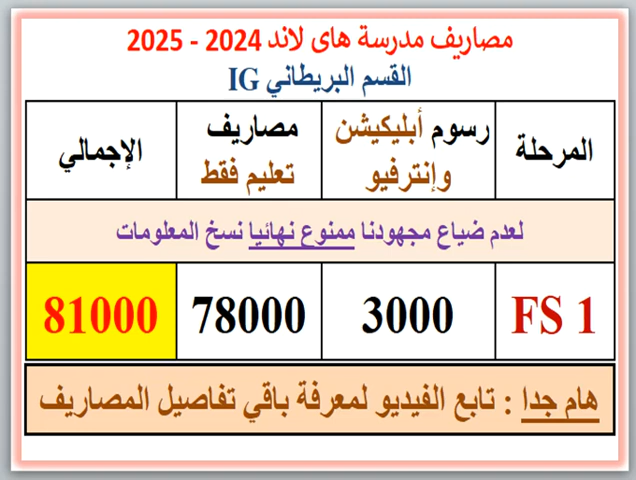 مصاريف مدرسة هاى لاند 2024 - 2025
القسم البريطاني IG
المرحلة
رسوم أبليكيشن
وإنترفيو
مصاريف
تعليم فقط
الإجمالي
لعدم ضياع مجهودنا ممنوع نهائيا نسخ المعلومات
FS 1
3000
78000
81000
هام جدا : تابع الفيديو لمعرفة باقي تفاصيل المصاريف